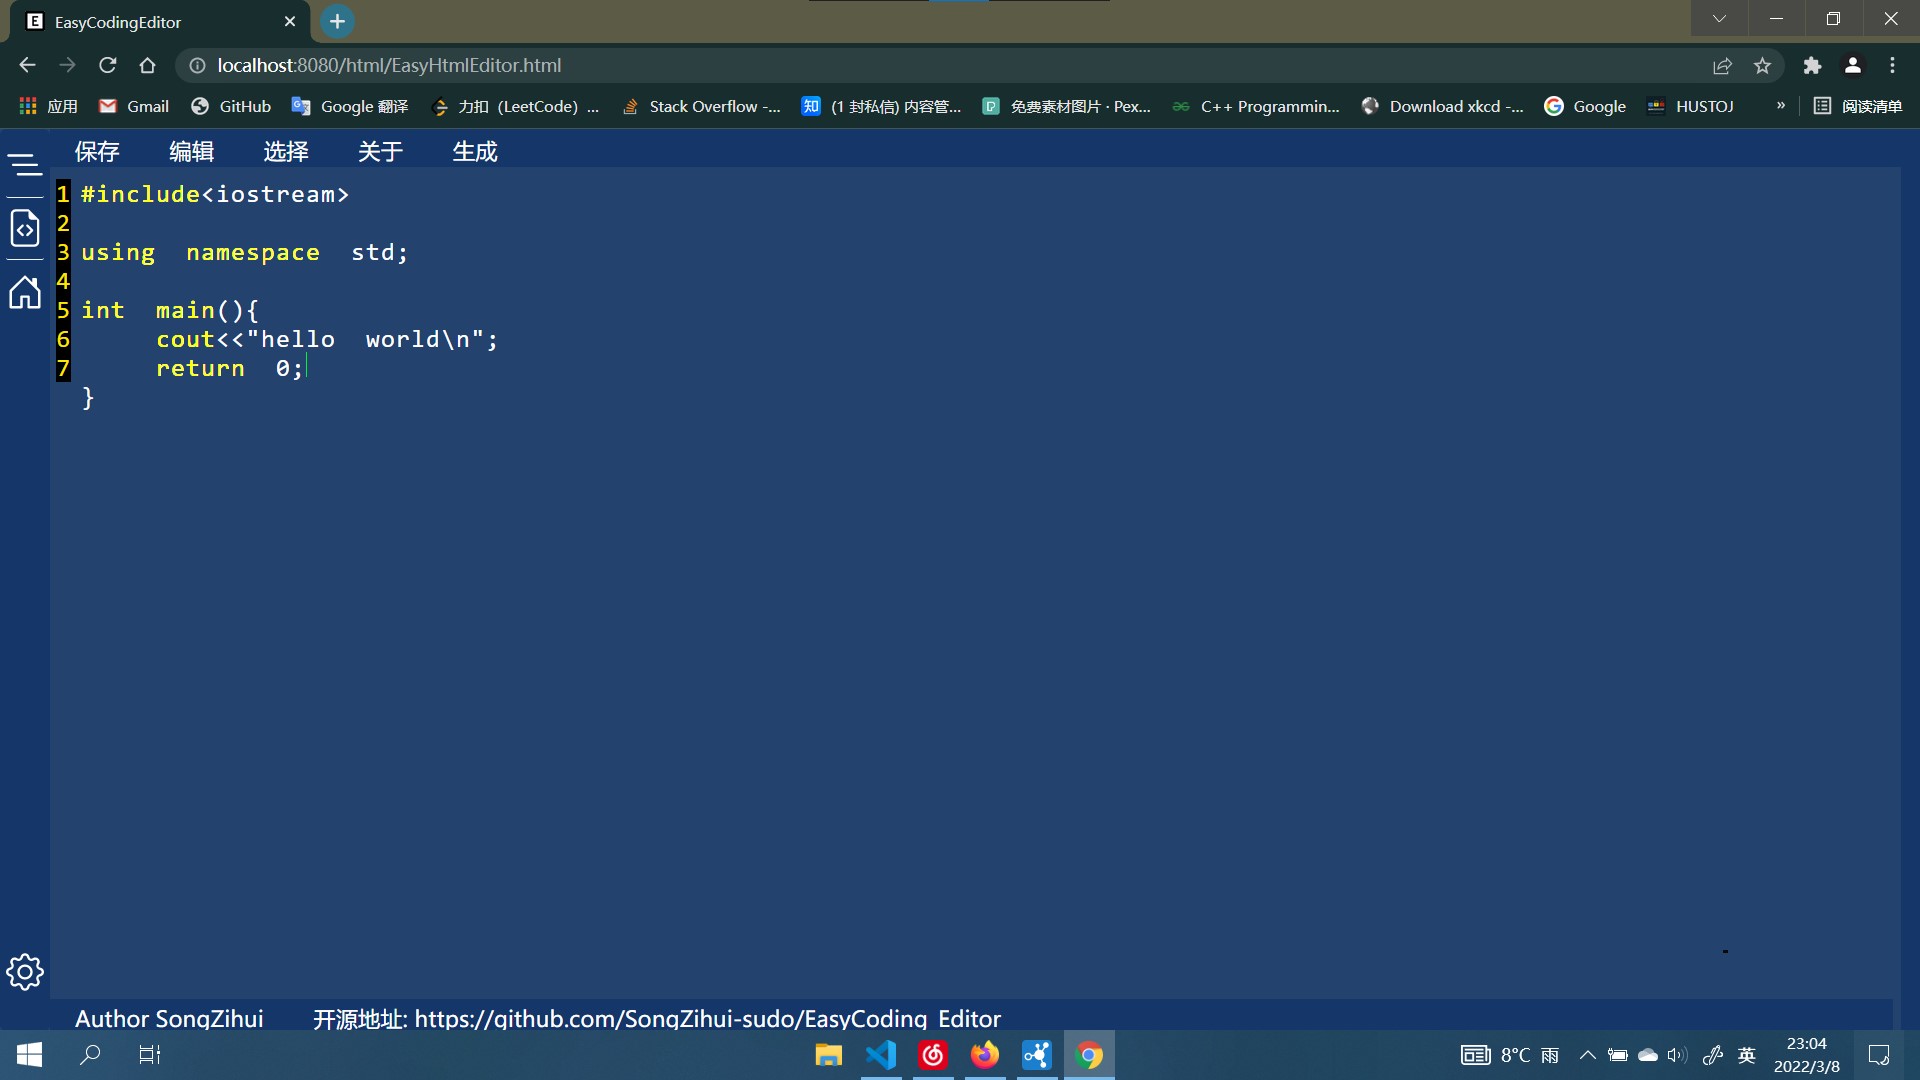 EasyCodingEditor
localhost:8080/html/EasyHtmlEditor.html
应用 Gmail GitHub Google 翻译 力扣（LeetCode）... Stack Overflow -... (1 封私信) 内容管... 免费素材图片 · Pex... C++ Programmin... Download xkcd -... Google HUSTOJ » 阅读清单
保存 编辑 选择 关于 生成
1 #include<iostream>
2
3 using namespace std;
4
5 int main(){
6 cout<<"hello world\n";
7 return 0;
}
Author SongZihui 开源地址: https://github.com/SongZihui-sudo/EasyCoding_Editor
8°C 雨 英 23:04
2022/3/8